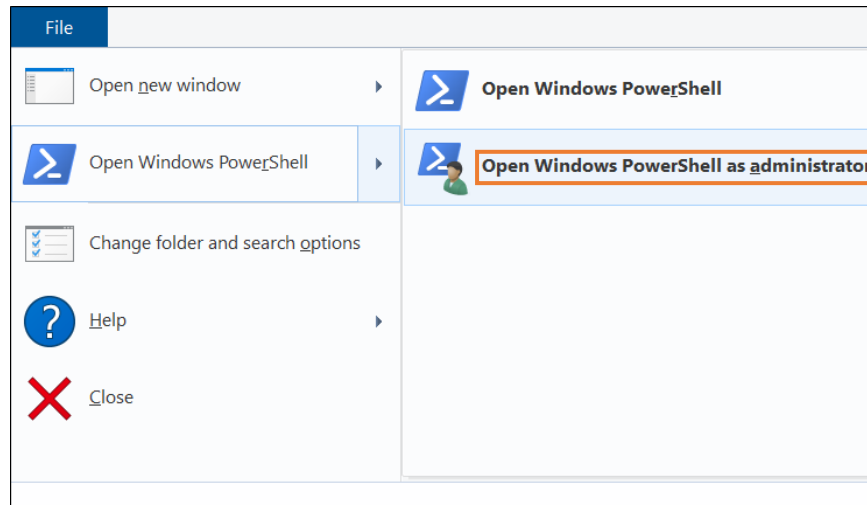 File
Open new window
Open Windows PowerShell
Change folder and search options
Help
Close
Open Windows PowerShell
Open Windows PowerShell as administrator